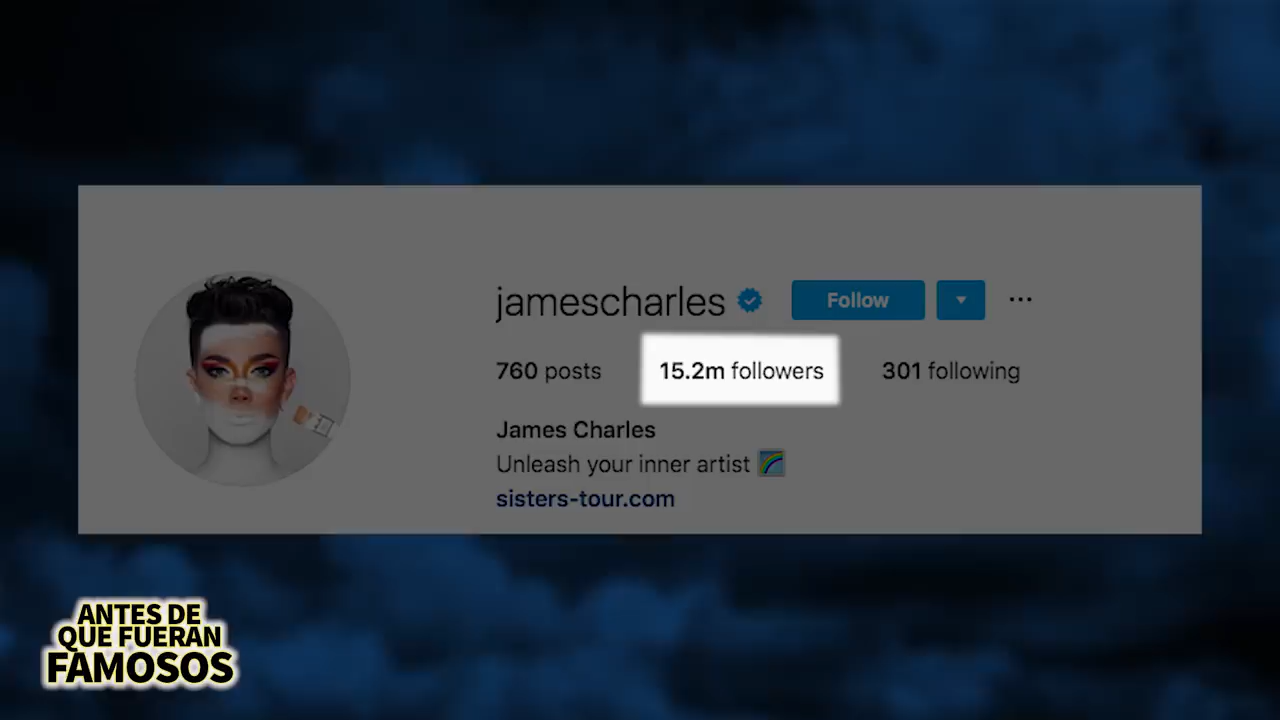 jamescharles Follow ...
760 posts 15.2m followers 301 following
James Charles
Unleash your inner artist
sisters-tour.com
ANTES DE
QUE FUERAN
FAMOSOS